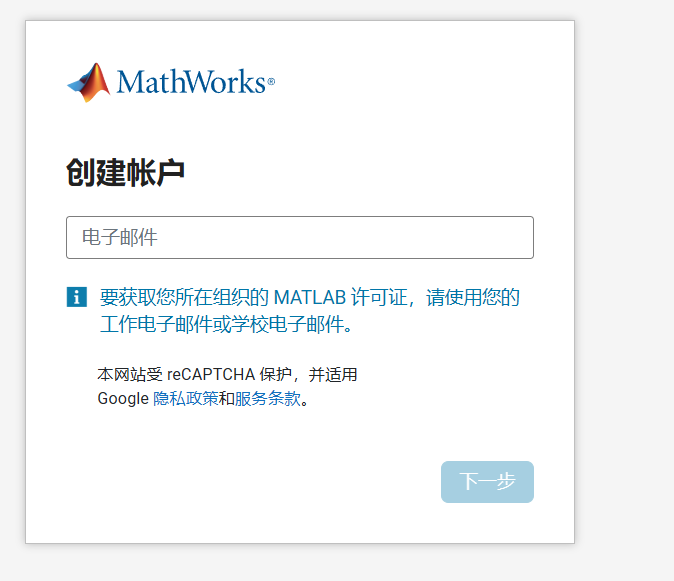 MathWorks®
创建帐户
电子邮件
要获取您所在组织的 MATLAB 许可证，请使用您的
工作电子邮件或学校电子邮件。
本网站受 reCAPTCHA 保护，并适用
Google 隐私政策和服务条款。
下一步